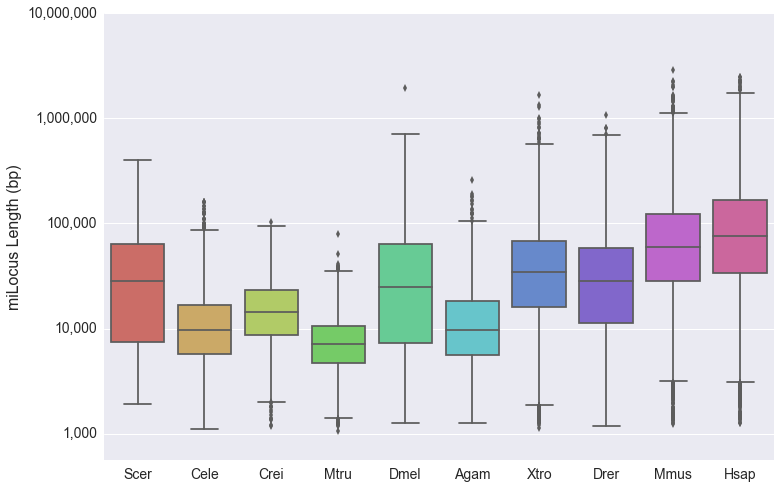 10,000,000
1,000,000
100,000
10,000
1,000
miLocus Length (bp)
Scer Cele Crei Mtru Dmel Agam Xtro Drer Mmus Hsap